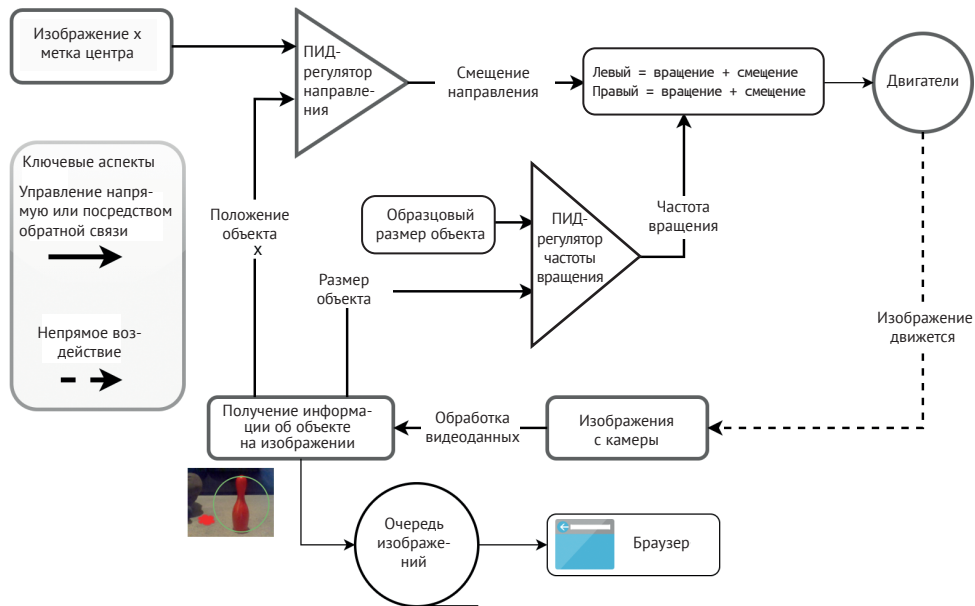 Изображение x
метка центра
ПИД-
регулятор
направле-
ния
Смещение
направления
Левый = вращение + смещение
Правый = вращение + смещение
Двигатели
Ключевые аспекты
Управление напря-
мую или посредством
обратной связи
Непрямое воз-
действие
Положение
объекта
x
Образцовый
размер объекта
ПИД-
регулятор
частоты
вращения
Частота
вращения
Размер
объекта
Изображение
движется
Получение информа-
ции об объекте
на изображении
Обработка
видеоданных
Изображения
с камеры
Очередь
изображе-
ний
Браузер